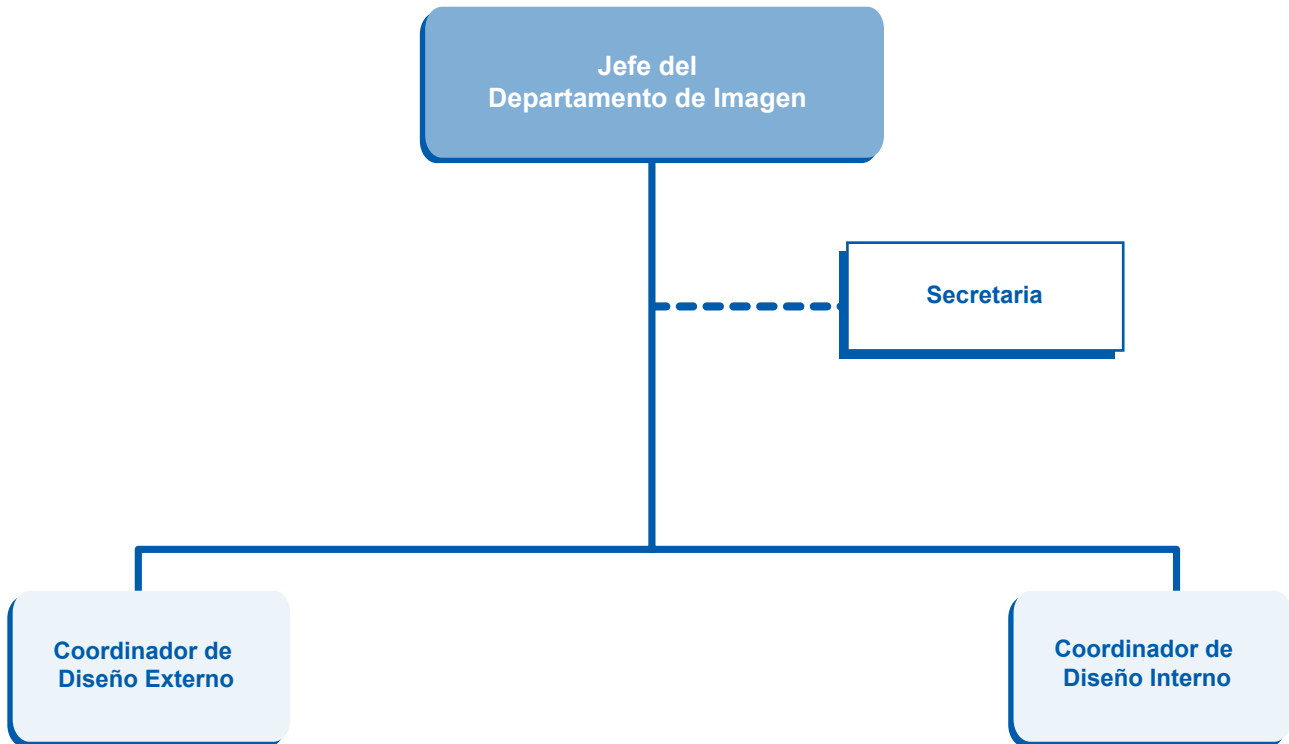 Jefe del
Departamento de Imagen
Secretaria
Coordinador de
Diseño Externo
Coordinador de
Diseño Interno